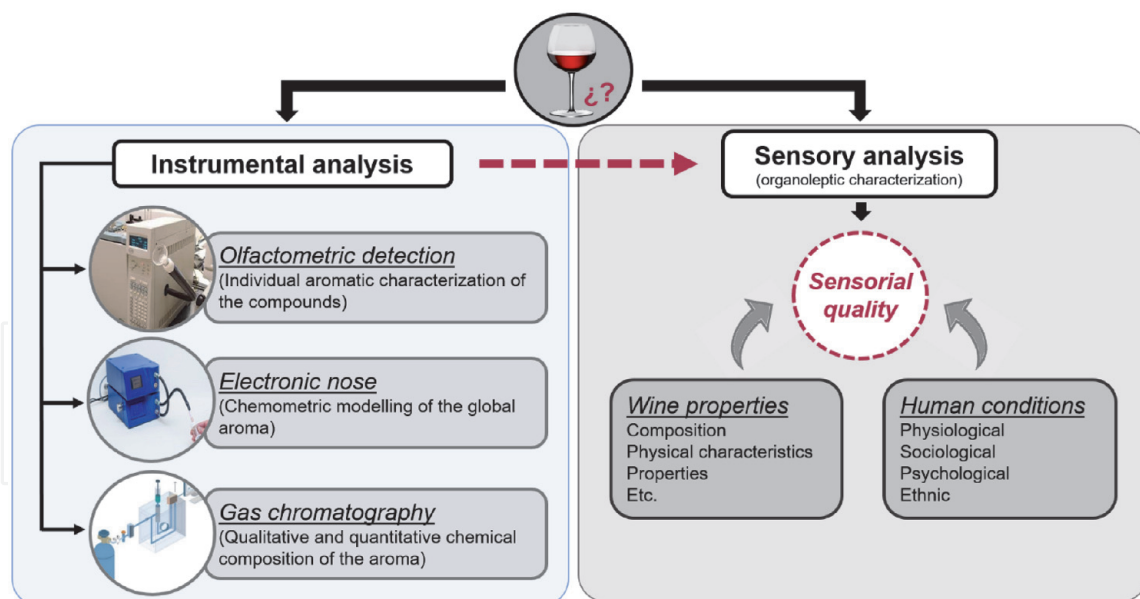 ¿?
Instrumental analysis
Olfactometric detection
(Individual aromatic characterization of
the compounds)
Electronic nose
(Chemometric modelling of the global
aroma)
Gas chromatography
(Qualitative and quantitative chemical
composition of the aroma)
Sensory analysis
(organoleptic characterization)
Sensorial
quality
Wine properties
Composition
Physical characteristics
Properties
Etc.
Human conditions
Physiological
Sociological
Psychological
Ethnic